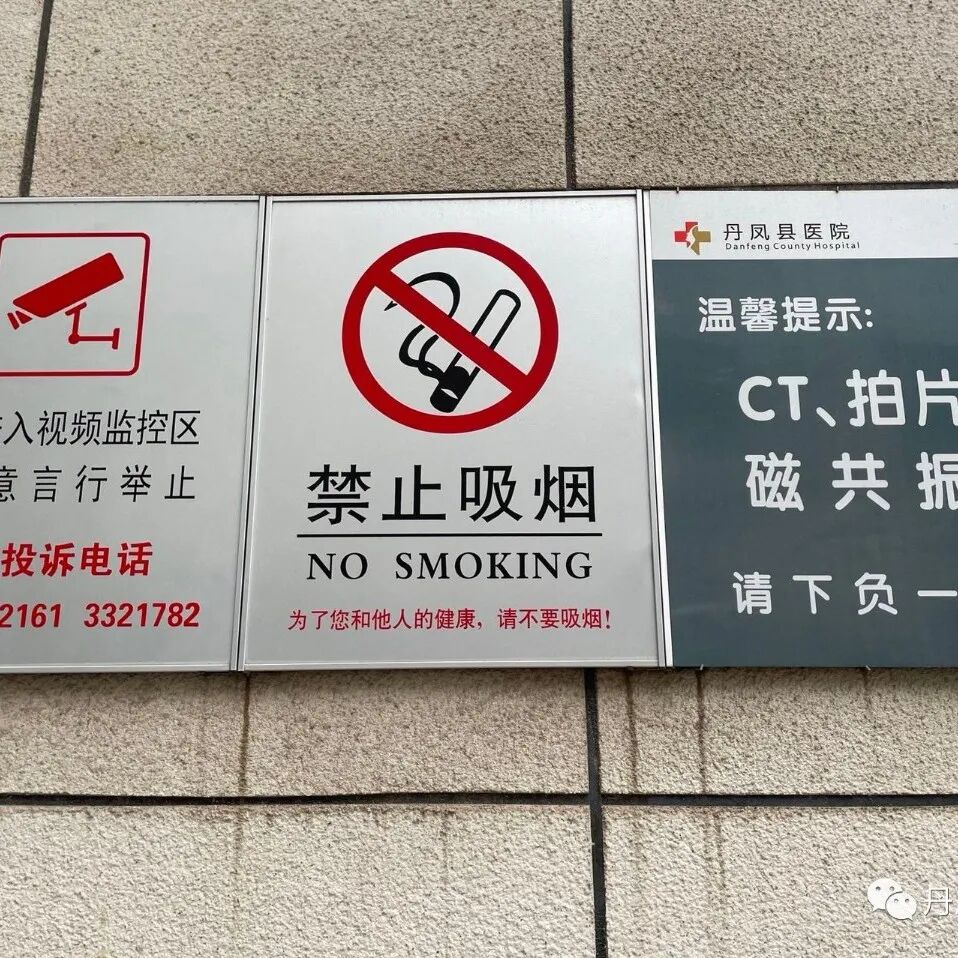 入视频监控区
意言行举止
投诉电话
2161 3321782
禁止吸烟
NO SMOKING
为了您和他人的健康，请不要吸烟！
丹凤县医院
Danfeng County Hospital
温馨提示:
CT、拍片
磁共振
请下负一
丹